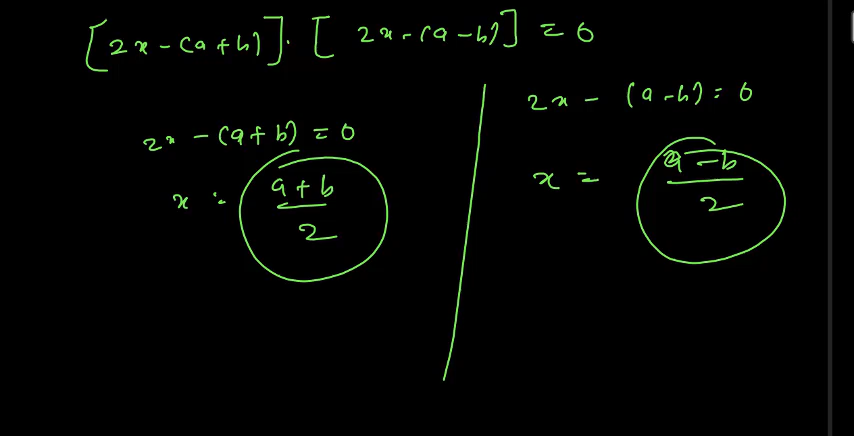 [2x-(a+b)]·[2x-(a-b)] = 0
2x-(a+b) = 0
x = a+b/2
2x-(a-b) = 0
x = a-b/2